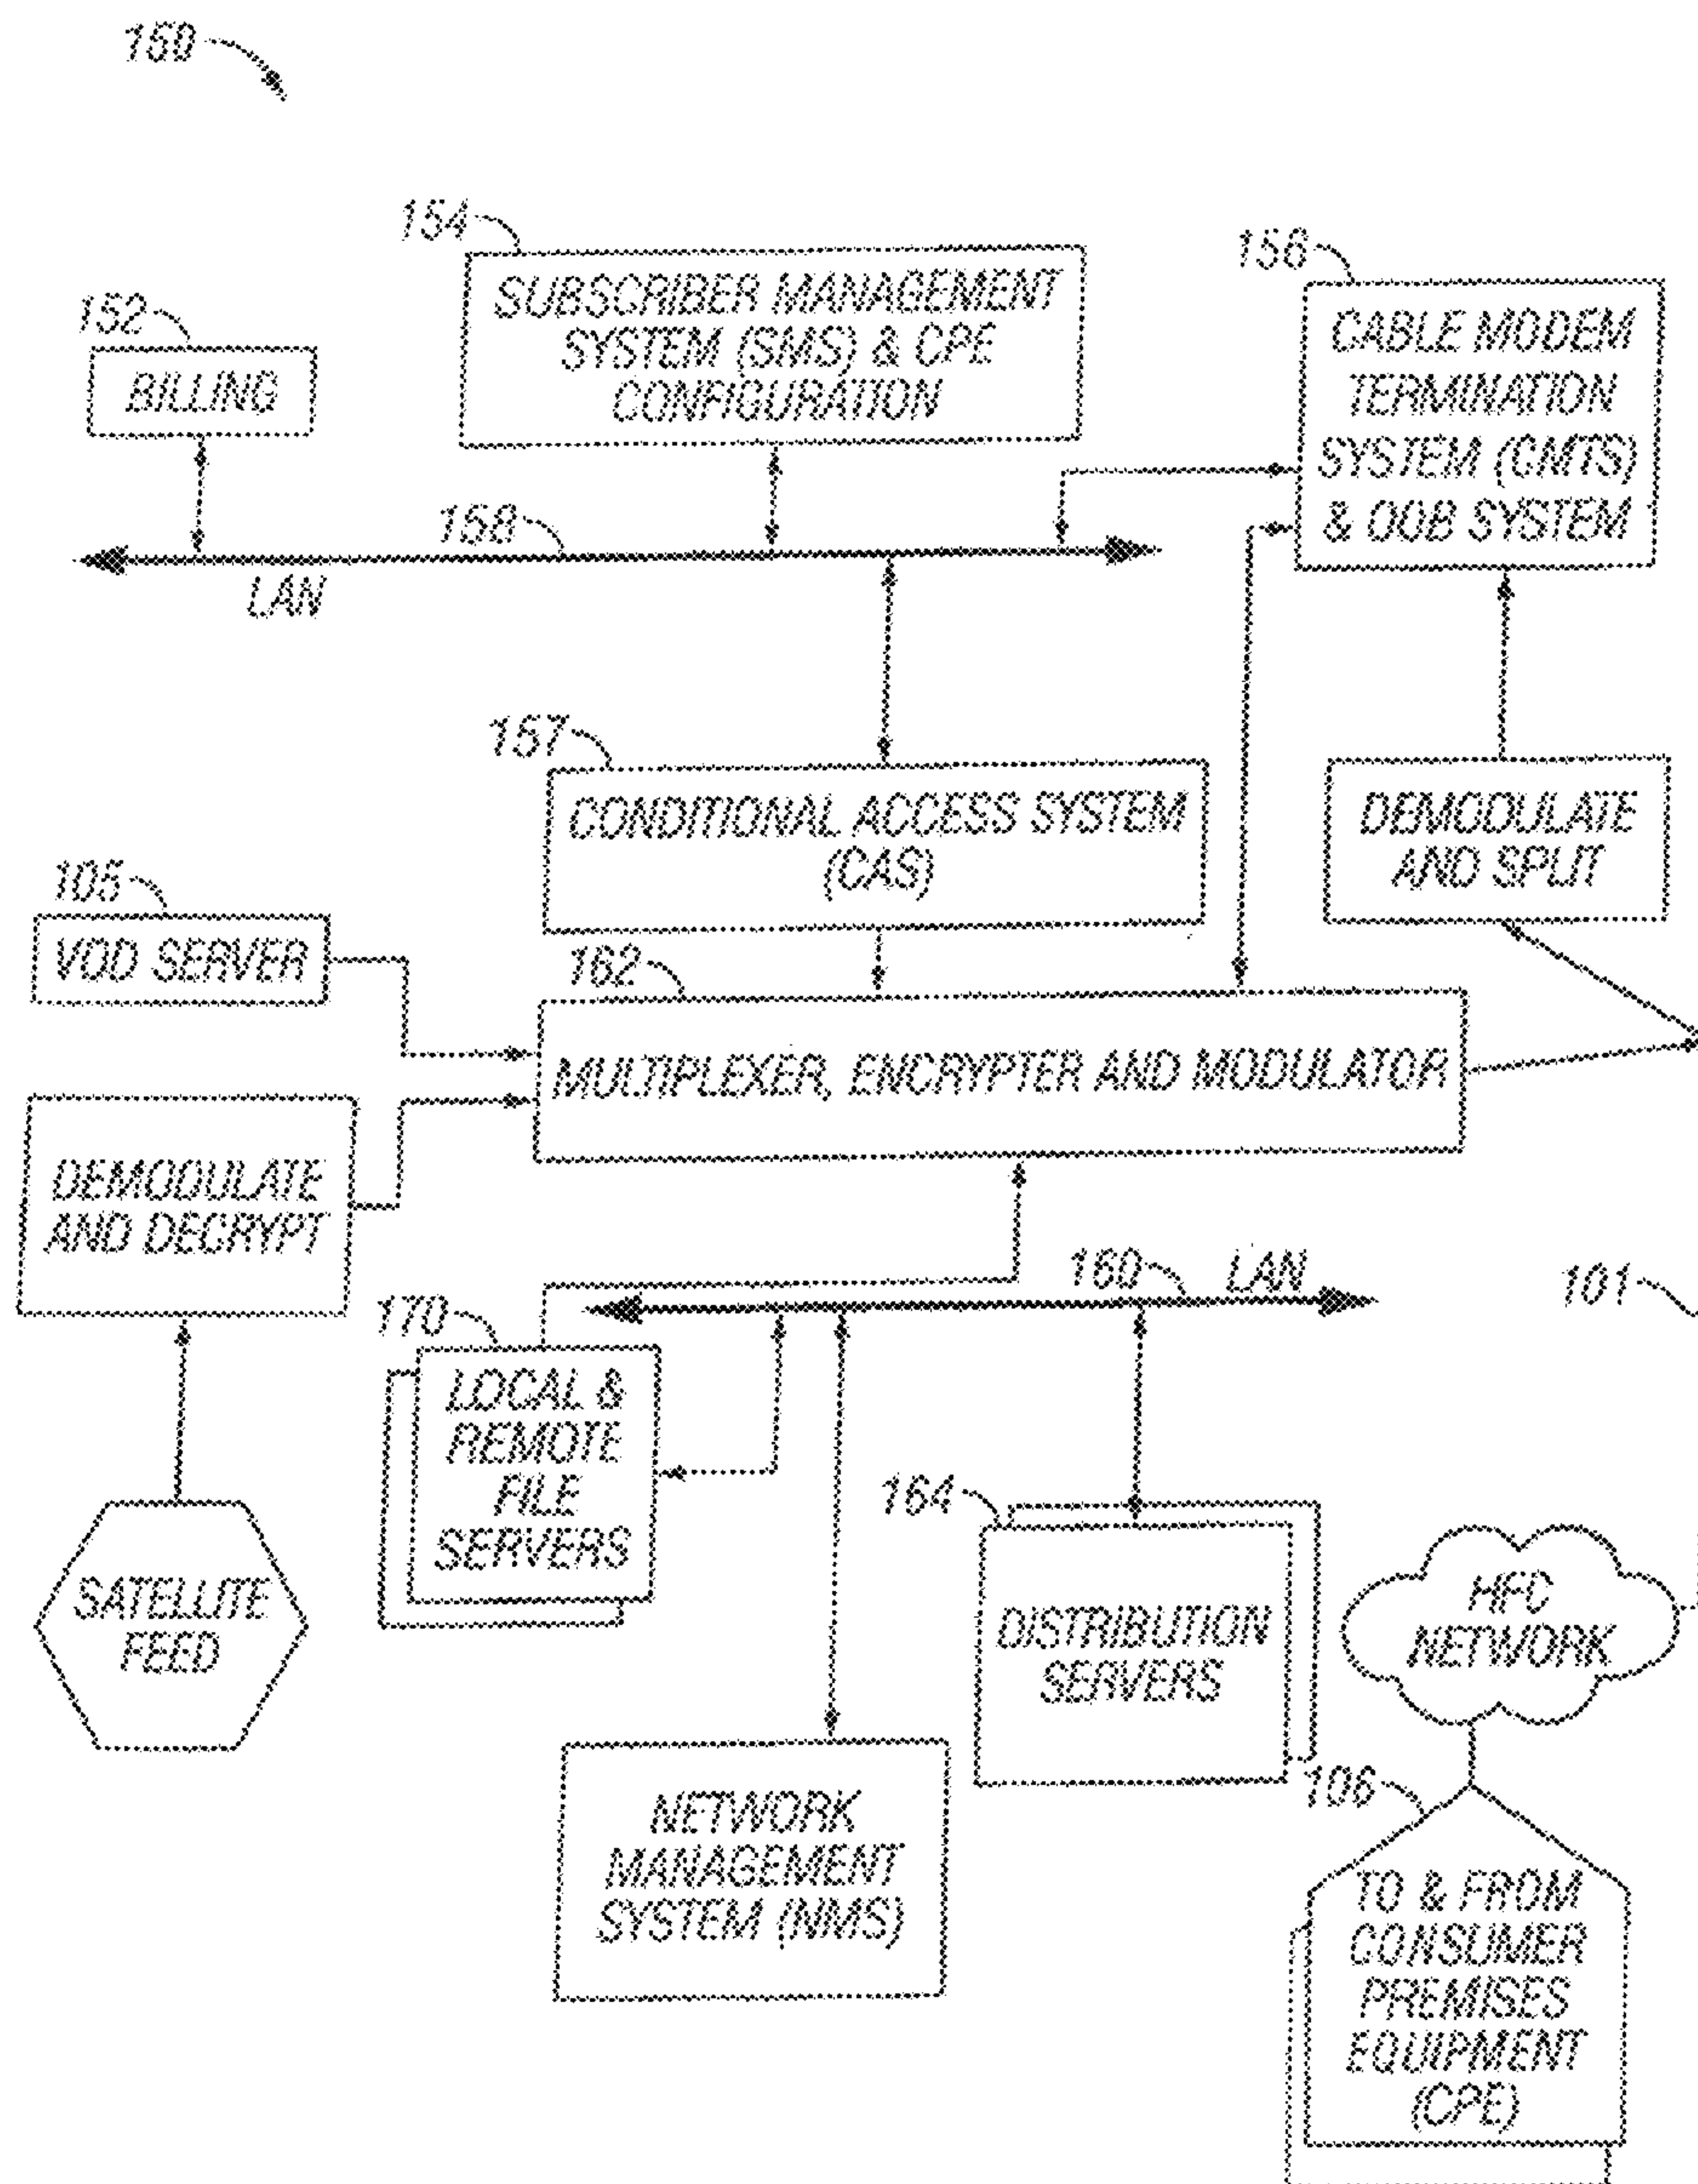 150
154
SUBSCRIBER MANAGEMENT
SYSTEM (SMS) & CPE
CONFIGURATION
156
CABLE MODEM
TERMINATION
SYSTEM (CMTS)
& OOB SYSTEM
152
BILLING
158
LAN
157
CONDITIONAL ACCESS SYSTEM
(CAS)
DEMODULATE
AND SPLIT
105
VOD SERVER
162
MULTIPLEXER, ENCRYPTER AND MODULATOR
DEMODULATE
AND DECRYPT
160
LAN
101
170
LOCAL &
REMOTE
FILE
SERVERS
164
DISTRIBUTION
SERVERS
HFC
NETWORK
SATELLITE
FEED
NETWORK
MANAGEMENT
SYSTEM (NMS)
106
TO & FROM
CONSUMER
PREMISES
EQUIPMENT
(CPE)